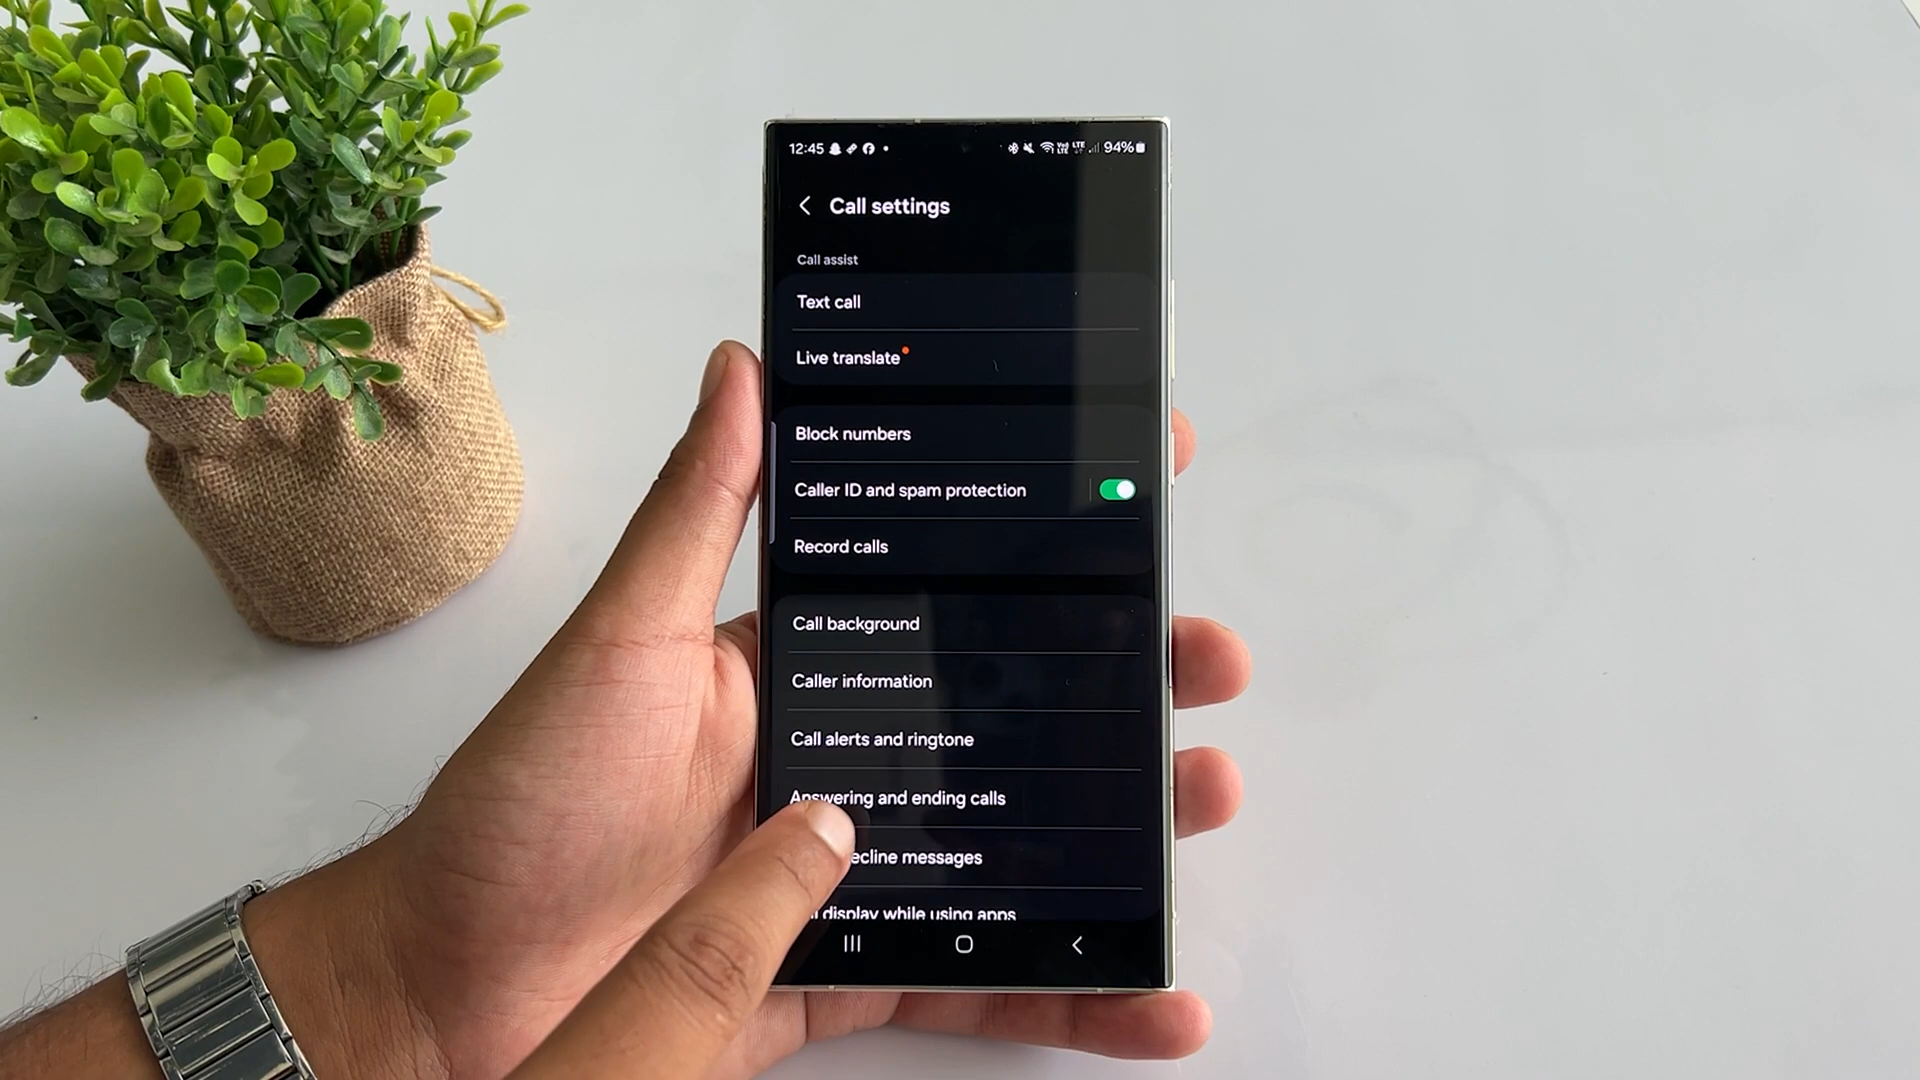 12:45 94%
Call settings
Call assist
Text call
Live translate
Block numbers
Caller ID and spam protection
Record calls
Call background
Caller information
Call alerts and ringtone
Answering and ending calls
messages
display while using apps